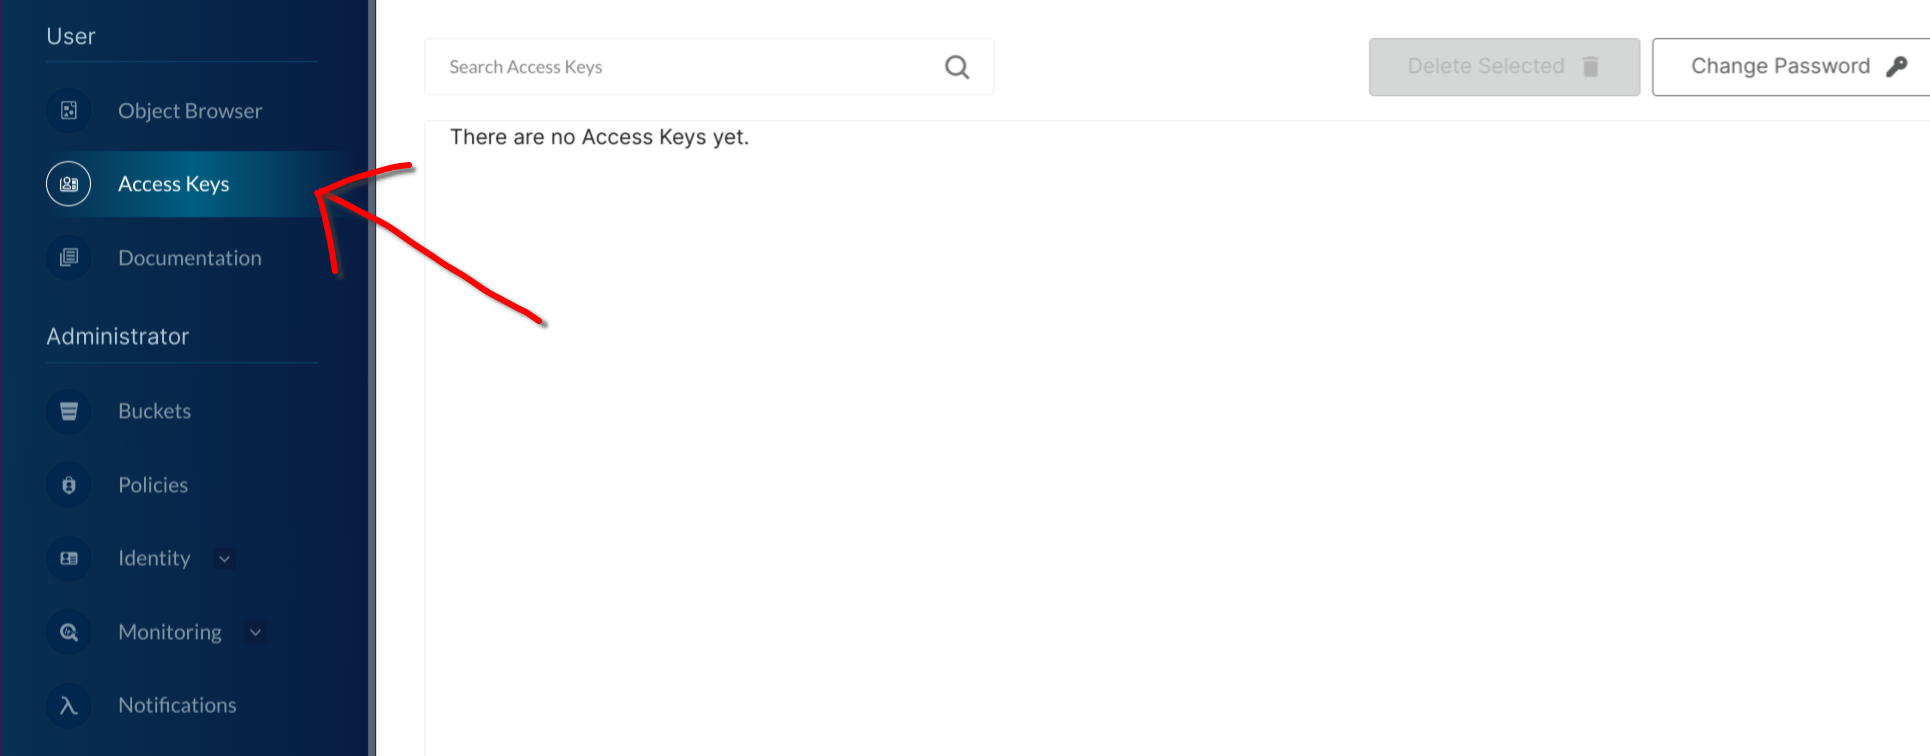 User
Object Browser
Access Keys
Documentation
Administrator
Buckets
Policies
Identity
Monitoring
Notifications
Search Access Keys
Delete Selected
Change Password
There are no Access Keys yet.